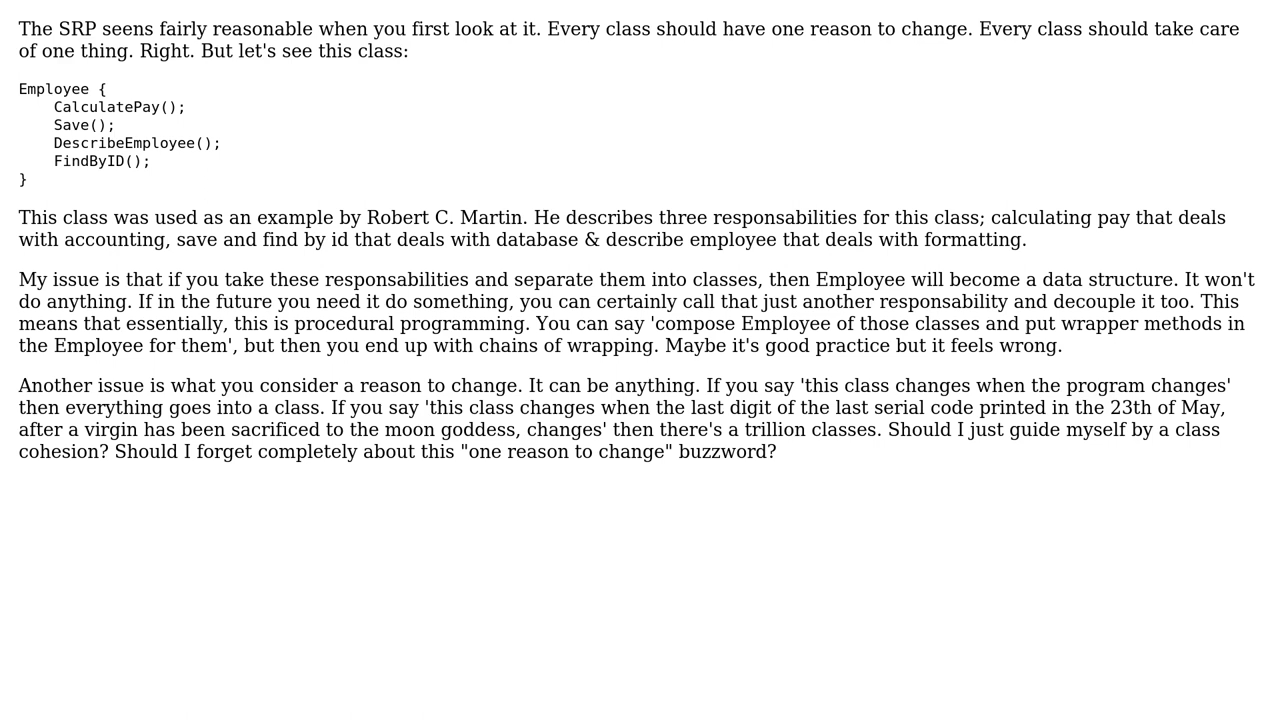 The SRP seens fairly reasonable when you first look at it. Every class should have one reason to change. Every class should take care
of one thing. Right. But let's see this class:
Employee {
    CalculatePay();
    Save();
    DescribeEmployee();
    FindByID();
}
This class was used as an example by Robert C. Martin. He describes three responsabilities for this class; calculating pay that deals
with accounting, save and find by id that deals with database & describe employee that deals with formatting.
My issue is that if you take these responsabilities and separate them into classes, then Employee will become a data structure. It won't
do anything. If in the future you need it do something, you can certainly call that just another responsability and decouple it too. This
means that essentially, this is procedural programming. You can say 'compose Employee of those classes and put wrapper methods in
the Employee for them', but then you end up with chains of wrapping. Maybe it's good practice but it feels wrong.
Another issue is what you consider a reason to change. It can be anything. If you say 'this class changes when the program changes'
then everything goes into a class. If you say 'this class changes when the last digit of the last serial code printed in the 23th of May,
after a virgin has been sacrificed to the moon goddess, changes' then there's a trillion classes. Should I just guide myself by a class
cohesion? Should I forget completely about this "one reason to change" buzzword?